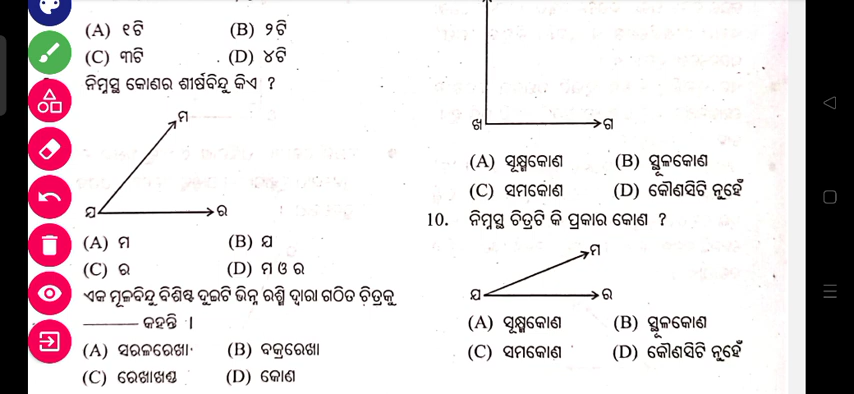 (A) ୧ଟି (B) ୨ଟି
(C) ୩ଟି (D) ୪ଟି
ନିମ୍ନସ୍ଥ କୋଣର ଶୀର୍ଷବିନ୍ଦୁ କିଏ ?
ମ
ଯ ର
(A) ମ (B) ଯ
(C) ର (D) ମ ଓ ର
ଏକ ମୂଳବିନ୍ଦୁ ବିଶିଷ୍ଟ ଦୁଇଟି ଭିନ୍ନ ରଶ୍ମି ଦ୍ୱାରା ଗଠିତ ଚିତ୍ରକୁ
_______ କହନ୍ତି ।
(A) ସରଳରେଖା (B) ବକ୍ରରେଖା
(C) ରେଖାଖଣ୍ଡ (D) କୋଣ
ଖ ଗ
(A) ସୂକ୍ଷ୍ମକୋଣ (B) ସ୍ଥୂଳକୋଣ
(C) ସମକୋଣ (D) କୌଣସିଟି ନୁହେଁ
10. ନିମ୍ନସ୍ଥ ଚିତ୍ରଟି କି ପ୍ରକାର କୋଣ ?
ମ
ଯ ର
(A) ସୂକ୍ଷ୍ମକୋଣ (B) ସ୍ଥୂଳକୋଣ
(C) ସମକୋଣ (D) କୌଣସିଟି ନୁହେଁ